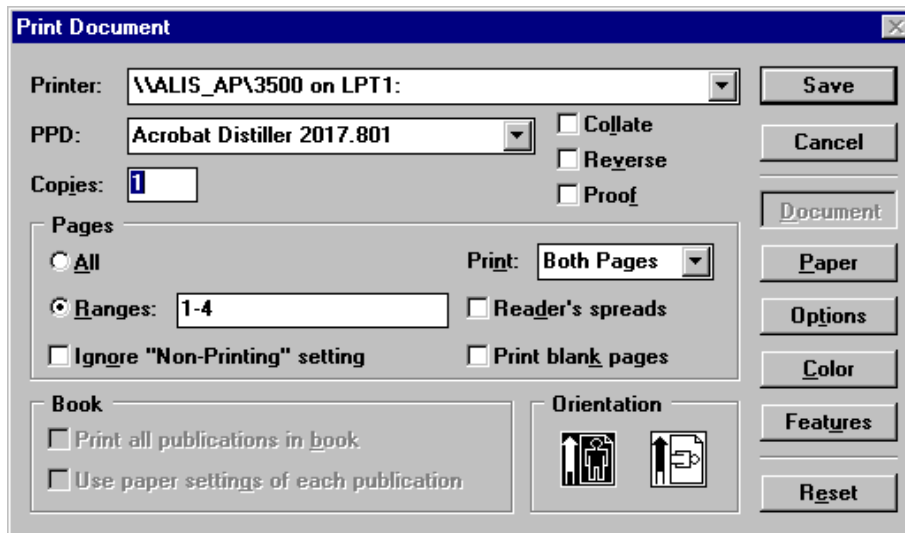 Print Document
Printer: \\ALIS_AP\3500 on LPT1: Save
PPD: Acrobat Distiller 2017.801 Collate Cancel
Reverse
Copies: 1 Proof
Document
Pages
All Print: Both Pages Paper
Ranges: 1-4 Reader's spreads Options
Ignore "Non-Printing" setting Print blank pages
Color
Book Orientation
Print all publications in book Features
Use paper settings of each publication
Reset